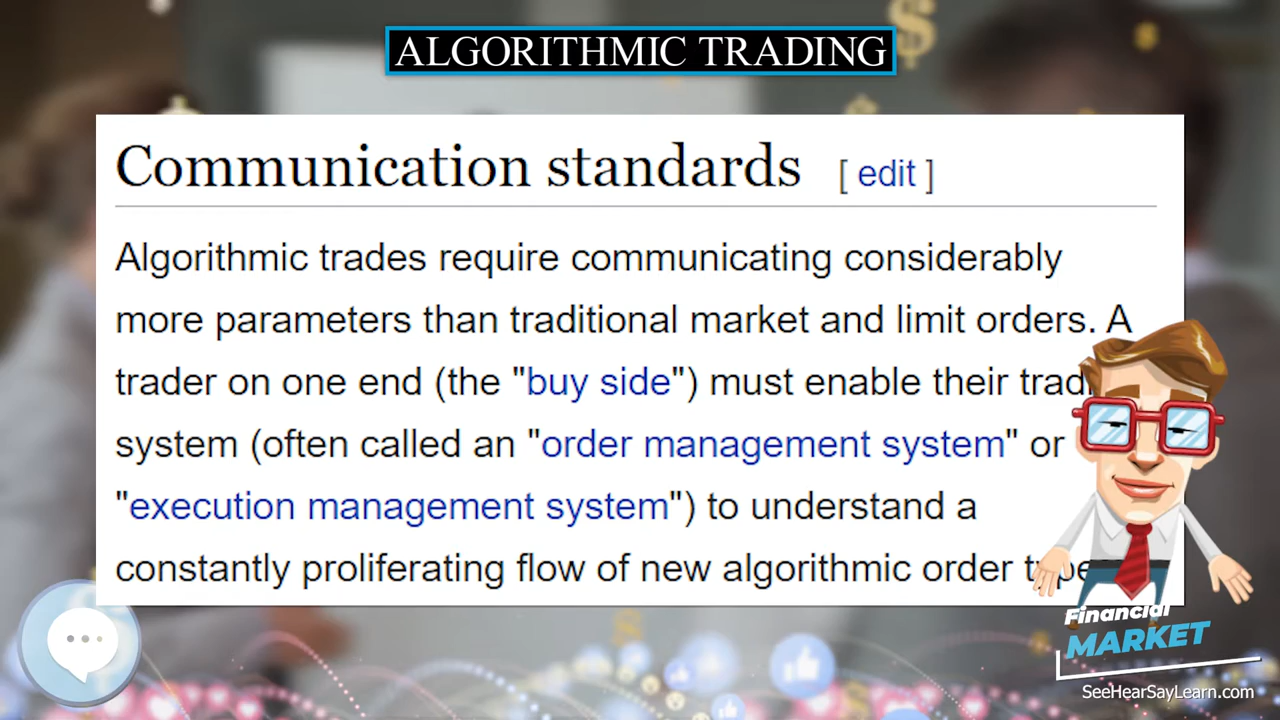 ALGORITHMIC TRADING
Communication standards [ edit ]
Algorithmic trades require communicating considerably
more parameters than traditional market and limit orders. A
trader on one end (the "buy side") must enable their
system (often called an "order management system" or
"execution management system") to understand a
constantly proliferating flow of new algorithmic order
Financial
MARKET
SeeHearSayLearn.com